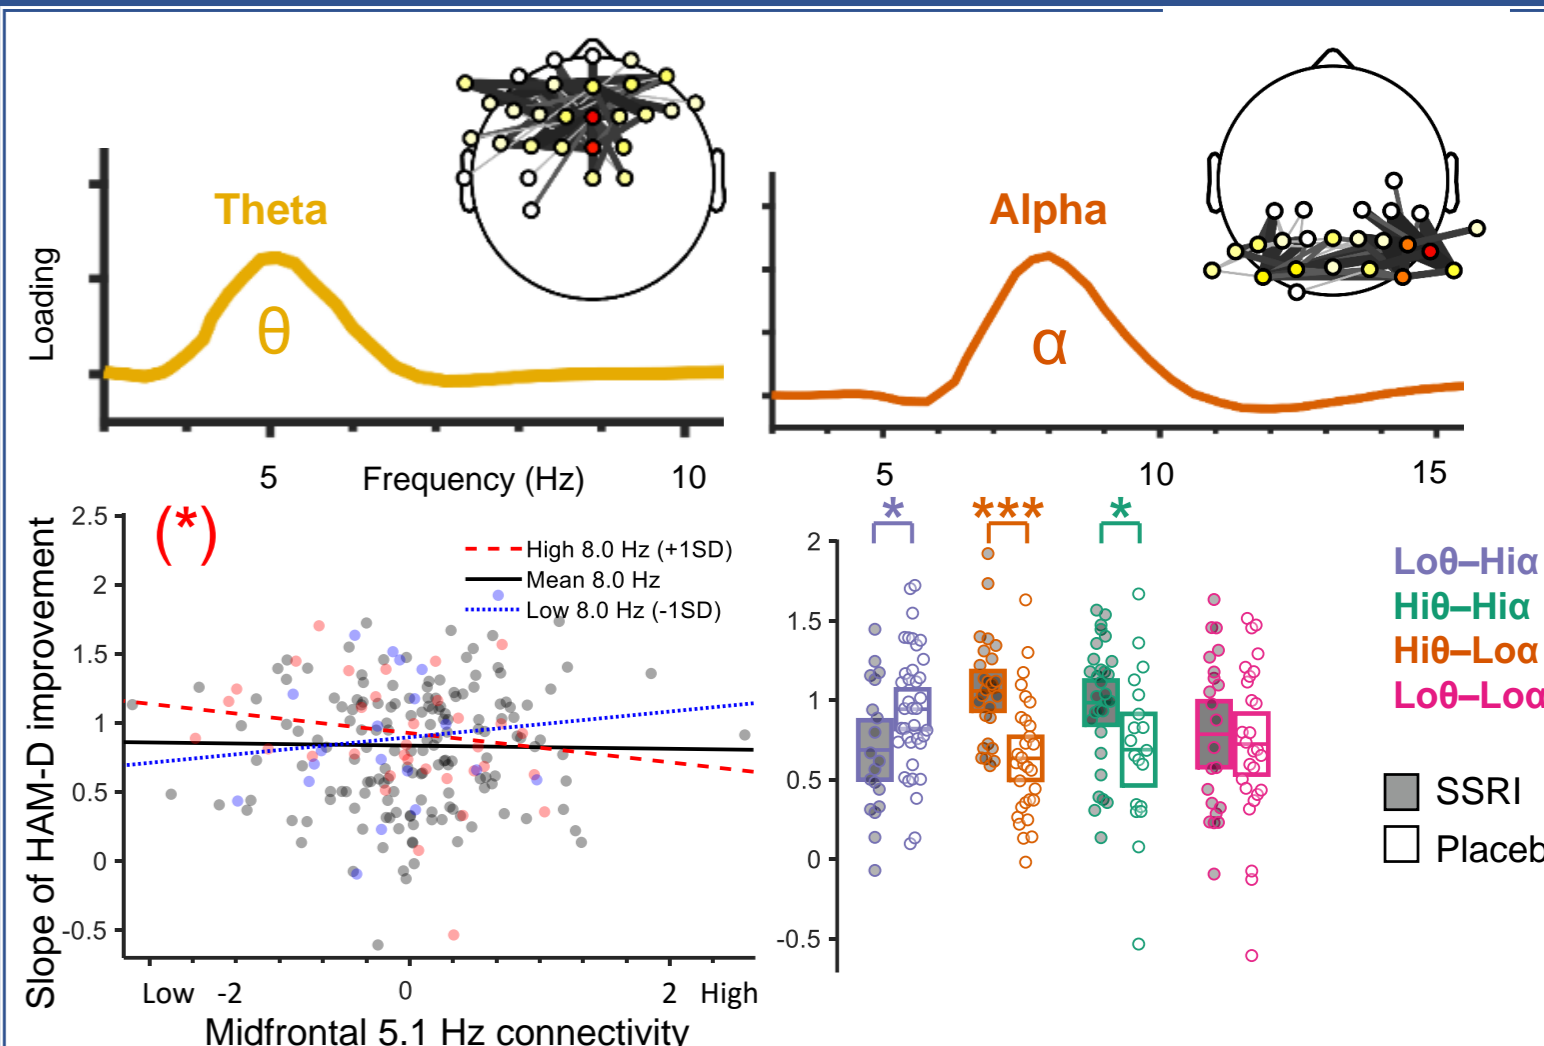 Theta
Alpha
Loading
θ
α
5
Frequency (Hz)
10
5
10
15
(*)
High 8.0 Hz (+1SD)
Mean 8.0 Hz
Low 8.0 Hz (-1SD)
Slope of HAM-D improvement
2.5
2
1.5
1
0.5
0
-0.5
Low -2
0
2 High
Midfrontal 5.1 Hz connectivity
*
***
*
2
1.5
1
0.5
0
-0.5
Loθ–Hiα
Hiθ–Hiα
Hiθ–Loα
Loθ–Loα
SSRI
Placeb